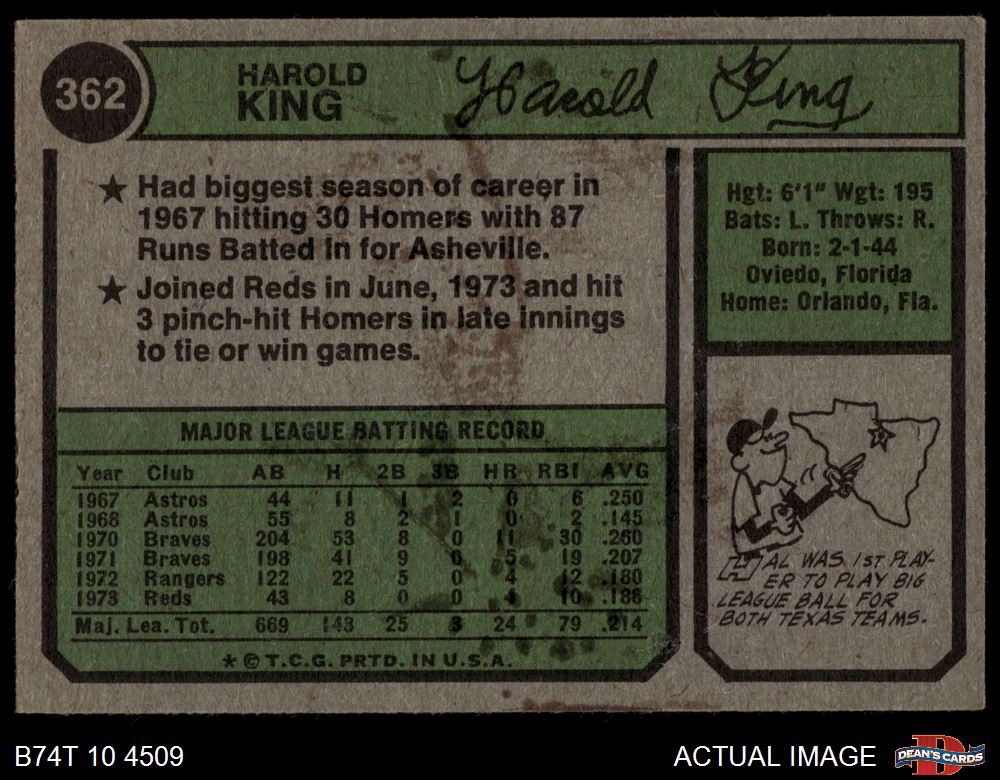 362
HAROLD
KING
Harold King
★ Had biggest season of career in
1967 hitting 30 Homers with 87
Runs Batted In for Asheville.
★ Joined Reds in June, 1973 and hit
3 pinch-hit Homers in late innings
to tie or win games.
Hgt: 6'1" Wgt: 195
Bats: L. Throws: R.
Born: 2-1-44
Oviedo, Florida
Home: Orlando, Fla.
MAJOR LEAGUE BATTING RECORD
Year Club AB H 2B 3B HR RBI AVG
1967 Astros 44 11 1 2 0 6 .250
1968 Astros 55 8 2 1 0 2 .145
1970 Braves 204 53 8 0 11 30 .260
1971 Braves 198 41 9 0 5 19 .207
1972 Rangers 122 22 5 0 4 12 .180
1973 Reds 43 8 0 0 4 10 .186
Maj. Lea. Tot. 669 143 25 3 24 79 .214
* © T.C.G. PRTD. IN U.S.A.
HAL WAS 1ST PLAY-
ER TO PLAY BIG
LEAGUE BALL FOR
BOTH TEXAS TEAMS.
B74T 10 4509
ACTUAL IMAGE
DEAN'S CARDS